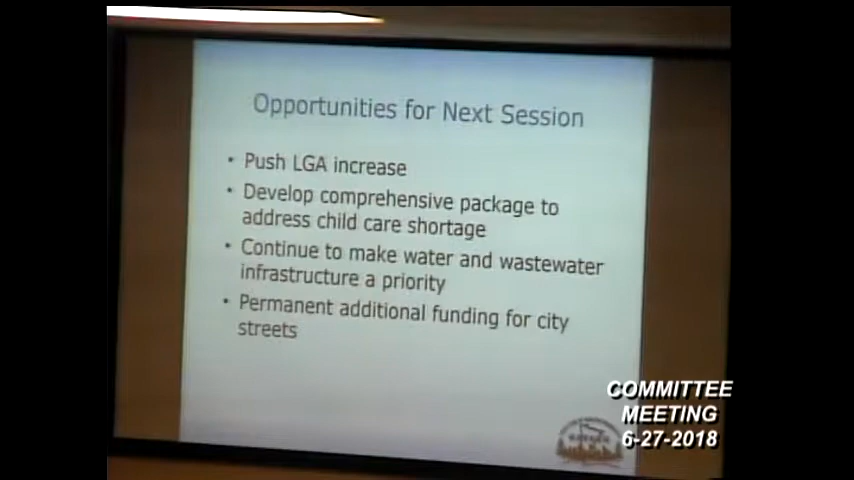 Opportunities for Next Session
• Push LGA increase
• Develop comprehensive package to
address child care shortage
• Continue to make water and wastewater
infrastructure a priority
• Permanent additional funding for city
streets
COMMITTEE
MEETING
6-27-2018